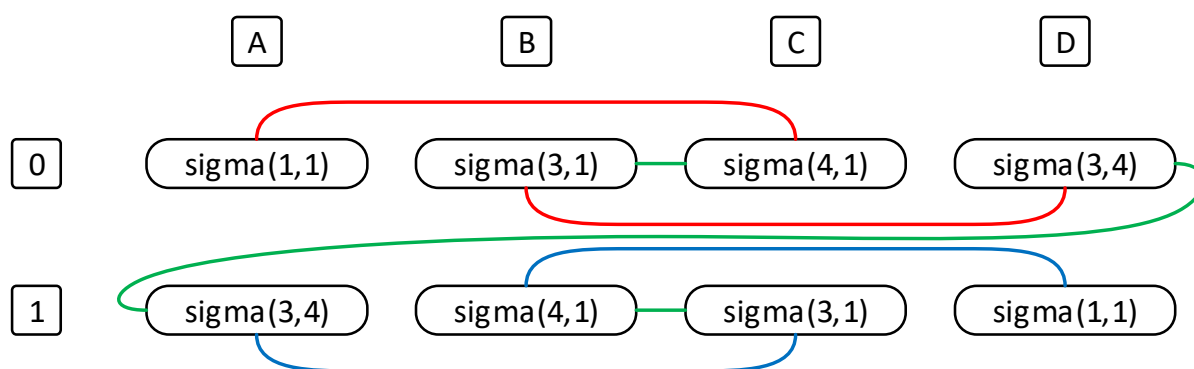 A B C D
0 sigma(1,1) sigma(3,1) sigma(4,1) sigma(3,4)
1 sigma(3,4) sigma(4,1) sigma(3,1) sigma(1,1)